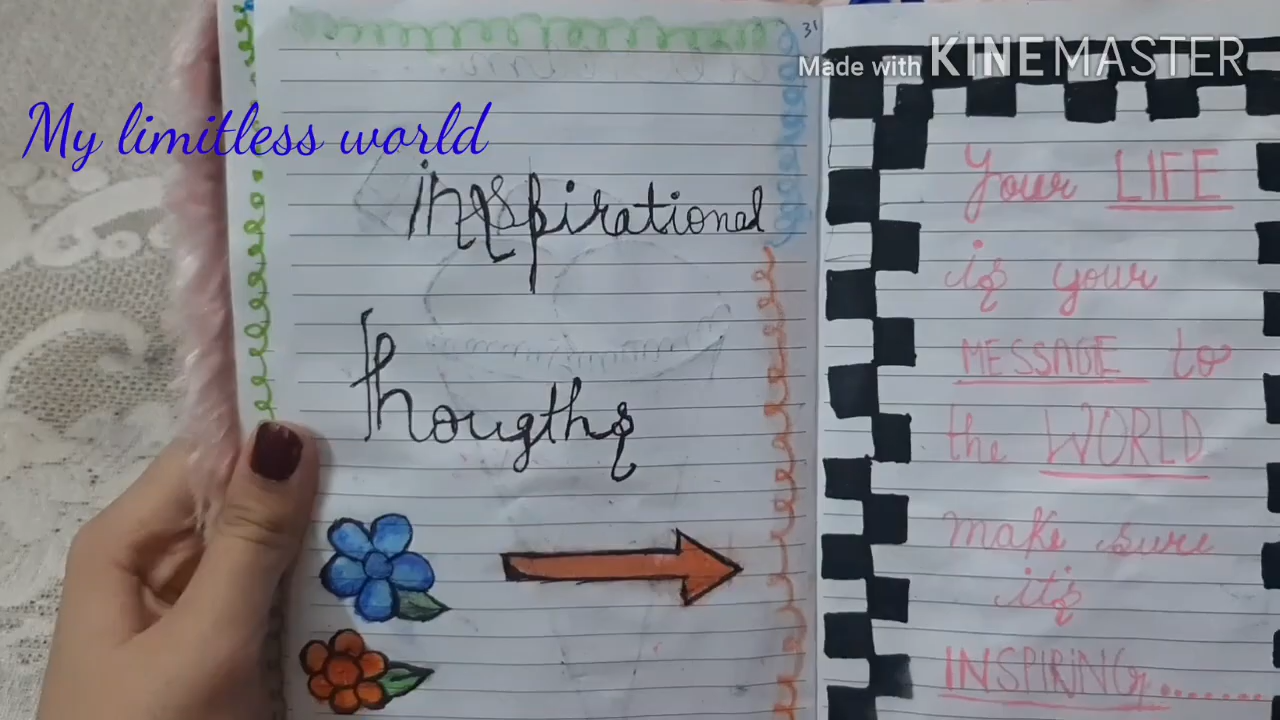 My limitless world
Made with KINEMASTER
31
inspirational
thougths
Your LIFE
is your
MESSAGE to
the WORLD
make sure
it's
INSPIRING.......